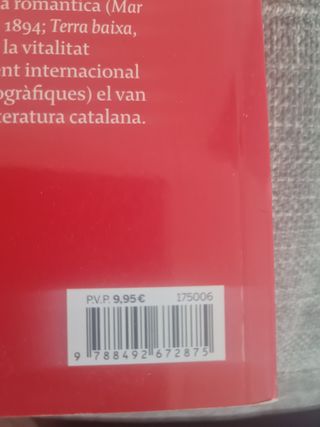 a romàntica (Mar
1894; Terra baixa,
la vitalitat
ent internacional
ogràfiques) el van
teratura catalana.
P.V.P. 9,95 € 175006
9 788492 672875